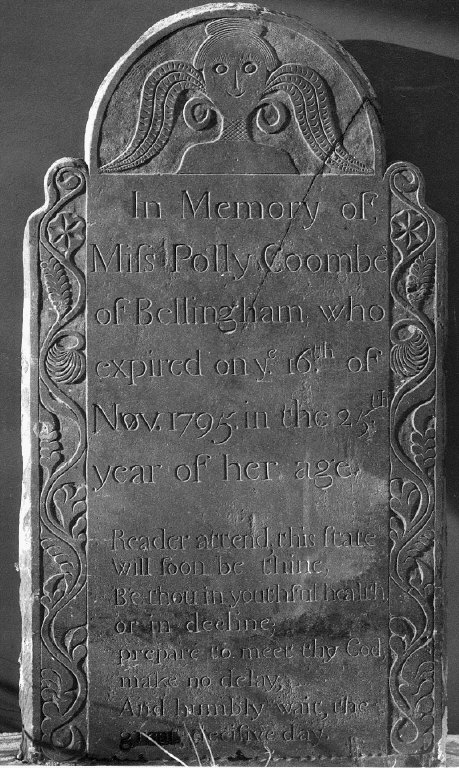 In Memory of,
Miſs Polly Coombe
of Bellingham, who
expired on yᵉ 16ᵗʰ of
Nov. 1795. in the 25ᵗʰ
year of her age.
Reader attend, this ſtate
will ſoon be thine,
Be thou in youthful health
or in decline;
prepare to meet thy God
make no delay,
And humbly wait, the
great, deciſive day.